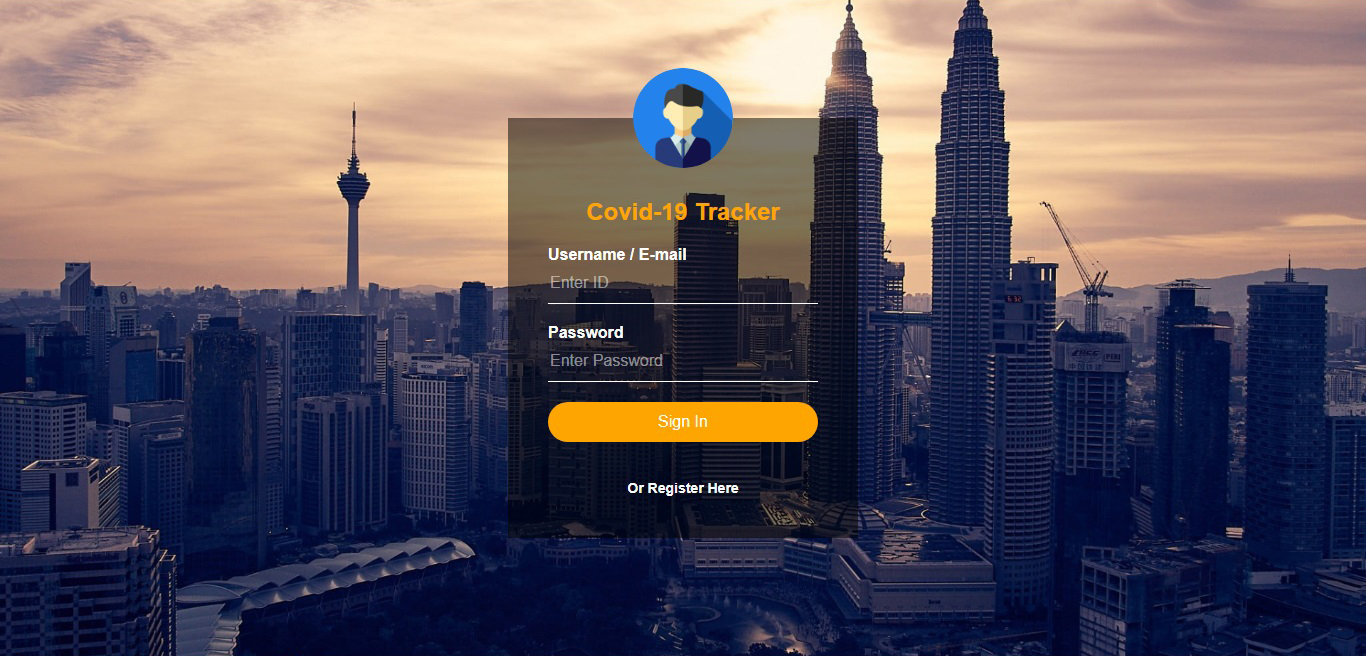 Covid-19 Tracker
Username / E-mail
Enter ID
Password
Enter Password
Sign In
Or Register Here